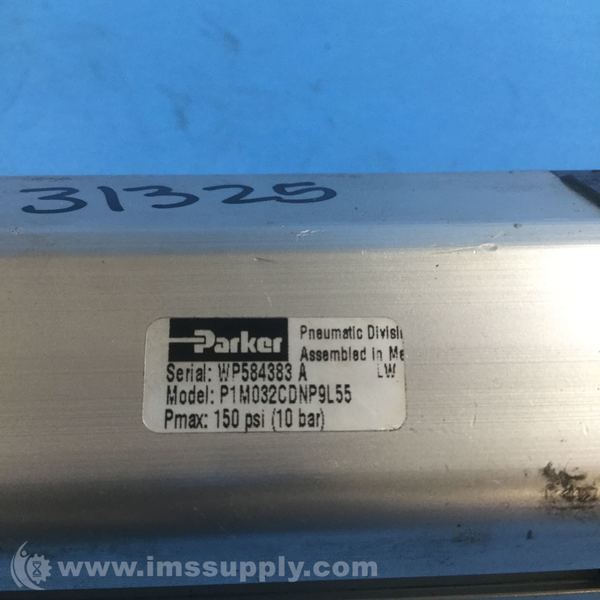 31325
Parker
Pneumatic Divisi
Assembled in Me
Serial: WP584383 A LW
Model: P1M032CDNP9L55
Pmax: 150 psi (10 bar)
www.imssupply.com